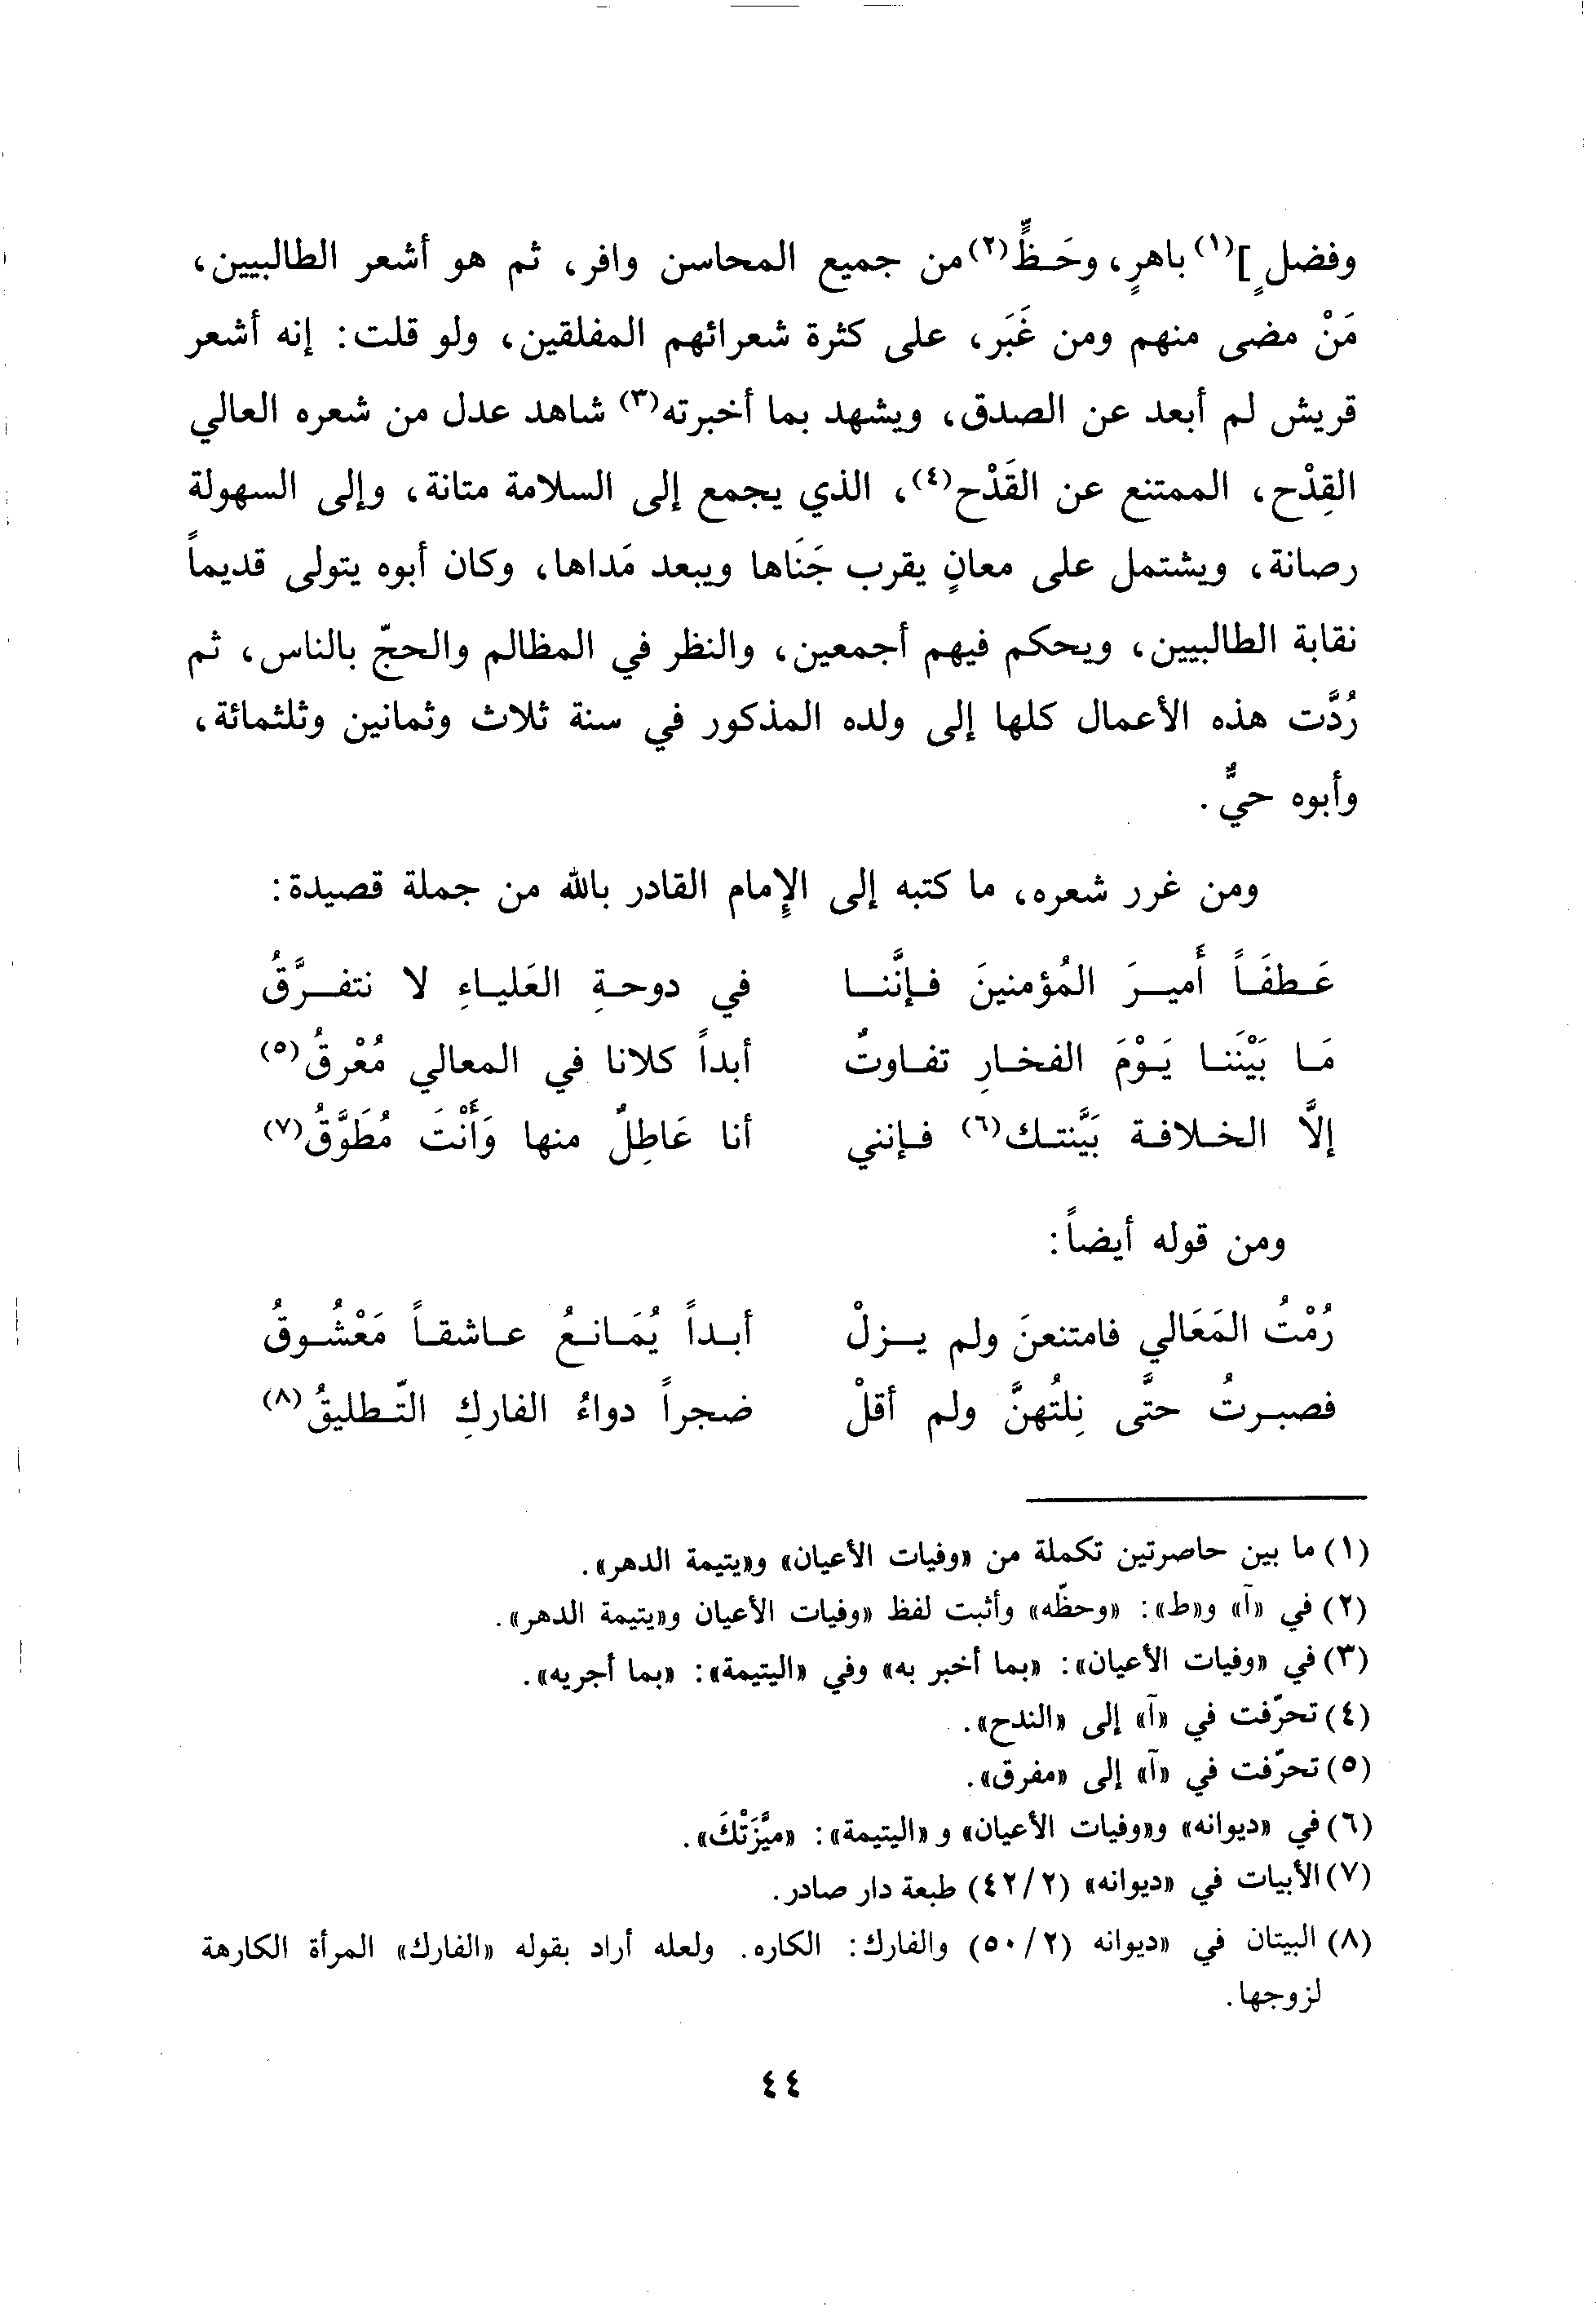 وفضلٍ](١) باهرٍ، وحَظٍّ(٢) من جميع المحاسن وافر، ثم هو أشعر الطالبيين،
مَنْ مضى منهم ومن غَبَر، على كثرة شعرائهم المفلقين، ولو قلت: إنه أشعر
قريش لم أبعد عن الصدق، ويشهد بما أخبرته(٣) شاهد عدل من شعره العالي
القِدْح، الممتنع عن القَدْح(٤)، الذي يجمع إلى السلامة متانة، وإلى السهولة
رصانة، ويشتمل على معانٍ يقرب جَنَاها ويبعد مَداها، وكان أبوه يتولى قديماً
نقابة الطالبيين، ويحكم فيهم أجمعين، والنظر في المظالم والحجّ بالناس، ثم
رُدَّت هذه الأعمال كلها إلى ولده المذكور في سنة ثلاث وثمانين وثلثمائة،
وأبوه حيٌّ.
ومن غرر شعره، ما كتبه إلى الإمام القادر بالله من جملة قصيدة:
عَطفَاً أَميرَ المُؤمنينَ فإنَّنا في دوحةِ العَلياءِ لا نتفرَّقُ
مَا بَيْنَنا يَوْمَ الفخارِ تفاوتٌ أبداً كلانا في المعالي مُعْرقُ(٥)
إلَّا الخلافة بَيَّنتك(٦) فإنني أنا عَاطِلٌ منها وَأَنْتَ مُطَوَّقُ(٧)
ومن قوله أيضاً:
رُمْتُ المَعَالي فامتنعنَ ولم يزلْ أبداً يُمَانعُ عاشقاً مَعْشُوقُ
فصبرتُ حتَّى نِلتُهنَّ ولم أقلْ ضجراً دواءُ الفاركِ التّطليقُ(٨)
(١) ما بين حاصرتين تكملة من «وفيات الأعيان» و«يتيمة الدهر».
(٢) في «آ» و«ط»: «وحظّه» وأثبت لفظ «وفيات الأعيان و«يتيمة الدهر».
(٣) في «وفيات الأعيان»: «بما أخبر به» وفي «اليتيمة»: «بما أجريه».
(٤) تحرّفت في «آ» إلى «الندح».
(٥) تحرّفت في «آ» إلى «مفرق».
(٦) في «ديوانه» و«وفيات الأعيان» و «اليتيمة»: «ميَّزَتْكَ».
(٧) الأبيات في «ديوانه» (٤٢/٢) طبعة دار صادر.
(٨) البيتان في «ديوانه (٥٠/٢) والفارك: الكاره. ولعله أراد بقوله «الفارك» المرأة الكارهة
لزوجها.
٤٤